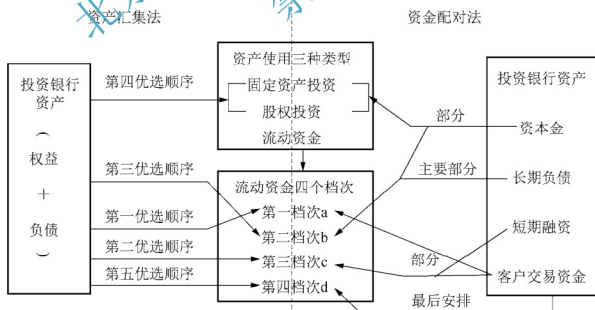 资产汇集法
资金配对法
投资银行
资产
（
权益
＋
负债
）
第四优选顺序
第三优选顺序
第一优选顺序
第二优选顺序
第五优选顺序
资产使用三种类型
固定资产投资
股权投资
流动资金
流动资金四个档次
第一档次a
第二档次b
第三档次c
第四档次d
部分
主要部分
部分
最后安排
投资银行资产
资本金
长期负债
短期融资
客户交易资金